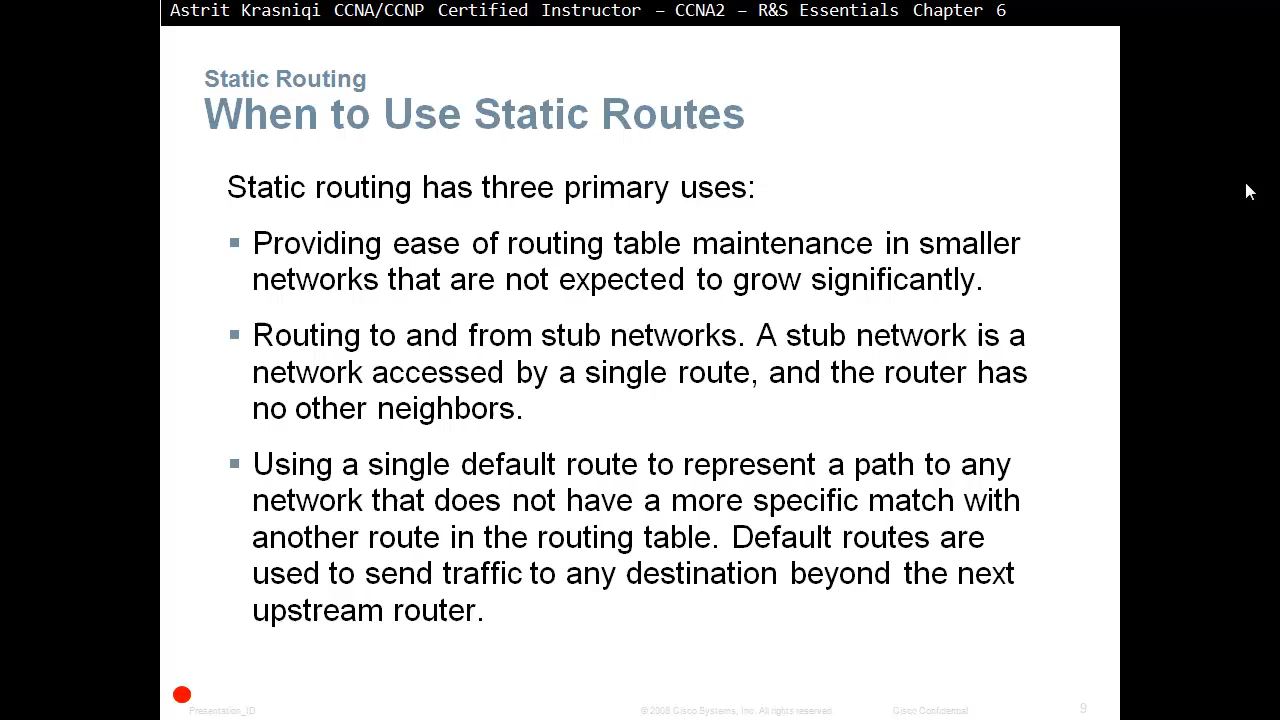 Astrit Krasniqi CCNA/CCNP Certified Instructor – CCNA2 – R&S Essentials Chapter 6
Static Routing
When to Use Static Routes
Static routing has three primary uses:
Providing ease of routing table maintenance in smaller
networks that are not expected to grow significantly.
Routing to and from stub networks. A stub network is a
network accessed by a single route, and the router has
no other neighbors.
Using a single default route to represent a path to any
network that does not have a more specific match with
another route in the routing table. Default routes are
used to send traffic to any destination beyond the next
upstream router.
Presentation_ID
© 2008 Cisco Systems, Inc. All rights reserved.
Cisco Confidential
9